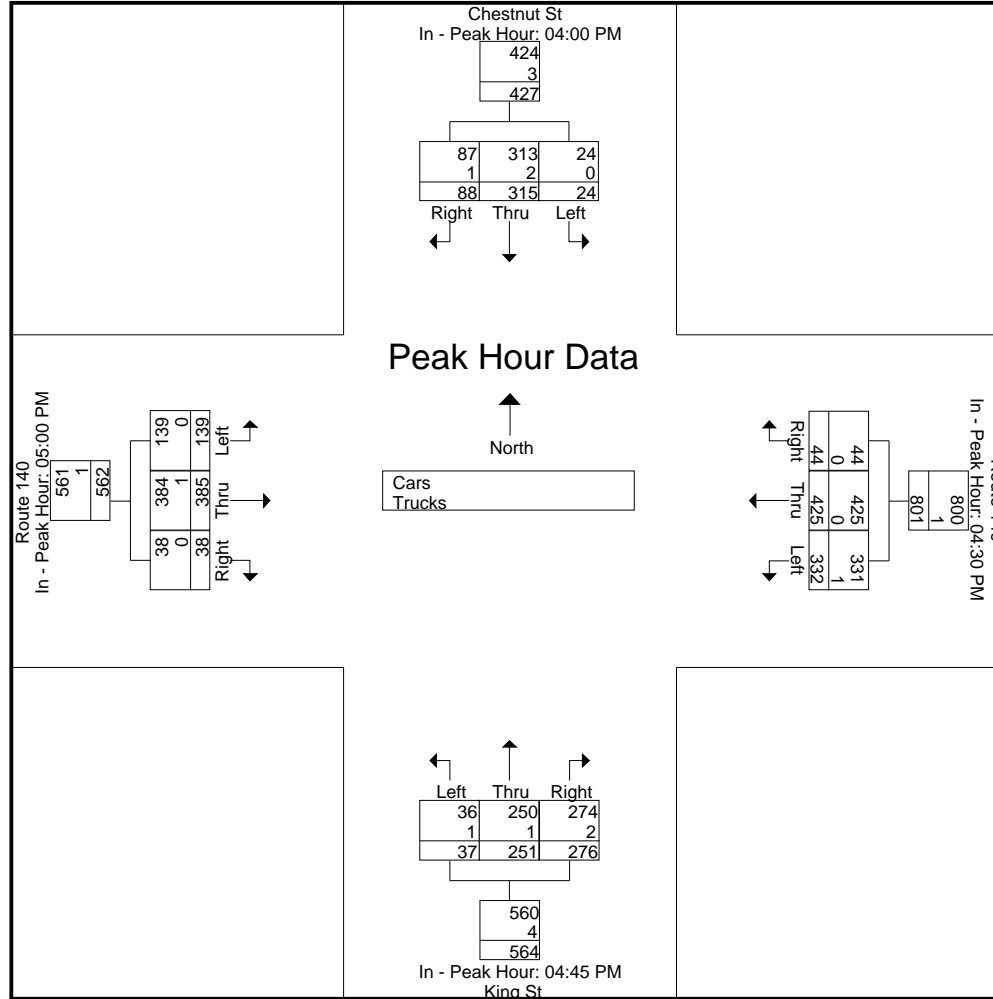 Chestnut St
In - Peak Hour: 04:00 PM
424
3
427
87 313 24
1 2 0
88 315 24
Right Thru Left
Peak Hour Data
North
Cars
Trucks
Route 140
In - Peak Hour: 05:00 PM
561
1
562
139 384 38
0 1 0
139 385 38
Left Thru Right
In - Peak Hour: 04:30 PM
800
1
801
44 425 331
0 0 1
44 425 332
Right Thru Left
Left Thru Right
36 250 274
1 1 2
37 251 276
560
4
564
In - Peak Hour: 04:45 PM
King St